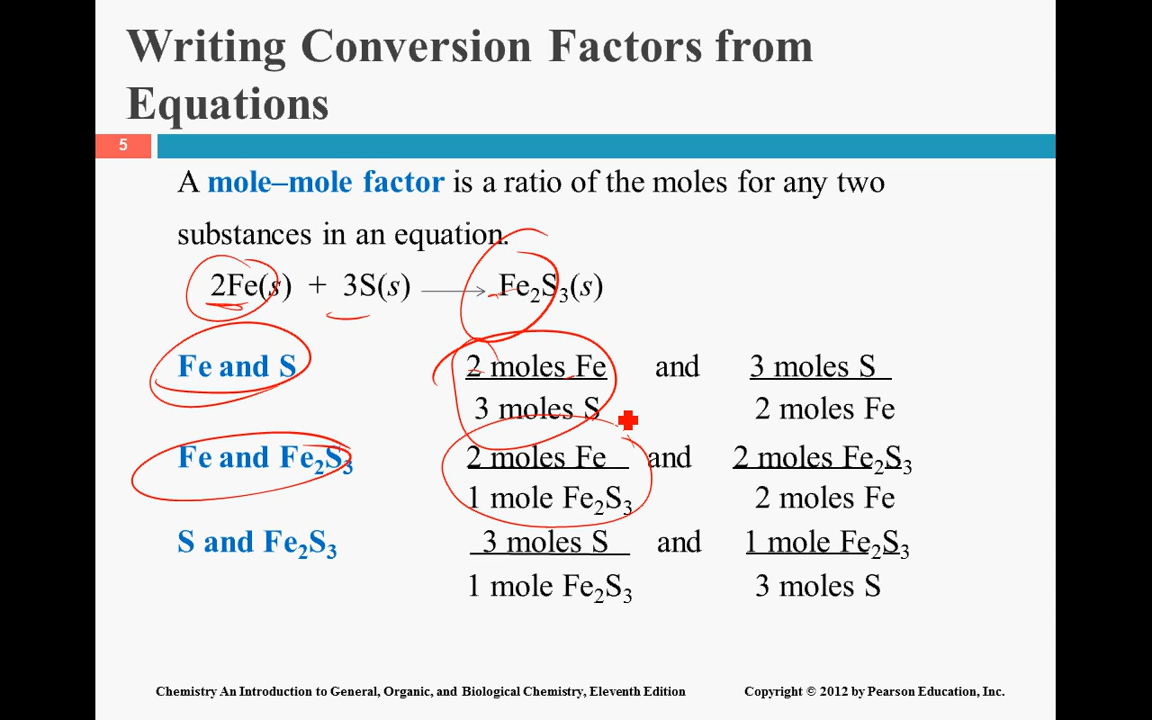 Writing Conversion Factors from
Equations
5
A mole–mole factor is a ratio of the moles for any two
substances in an equation.
2Fe(s) + 3S(s) ⟶ Fe₂S₃(s)
Fe and S 2 moles Fe and 3 moles S
3 moles S 2 moles Fe
Fe and Fe₂S₃ 2 moles Fe and 2 moles Fe₂S₃
1 mole Fe₂S₃ 2 moles Fe
S and Fe₂S₃ 3 moles S and 1 mole Fe₂S₃
1 mole Fe₂S₃ 3 moles S
Chemistry An Introduction to General, Organic, and Biological Chemistry, Eleventh Edition Copyright © 2012 by Pearson Education, Inc.